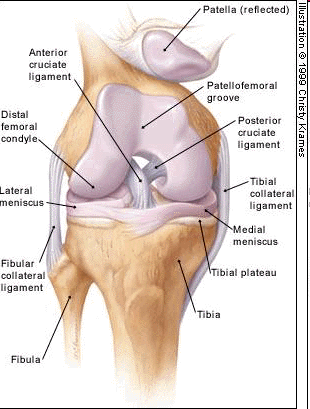 Patella (reflected)
Anterior
cruciate
ligament
Patellofemoral
groove
Distal
femoral
condyle
Posterior
cruciate
ligament
Lateral
meniscus
Tibial
collateral
ligament
Medial
meniscus
Fibular
collateral
ligament
Tibial plateau
Tibia
Fibula
Illustration © 1999 Christy Krames